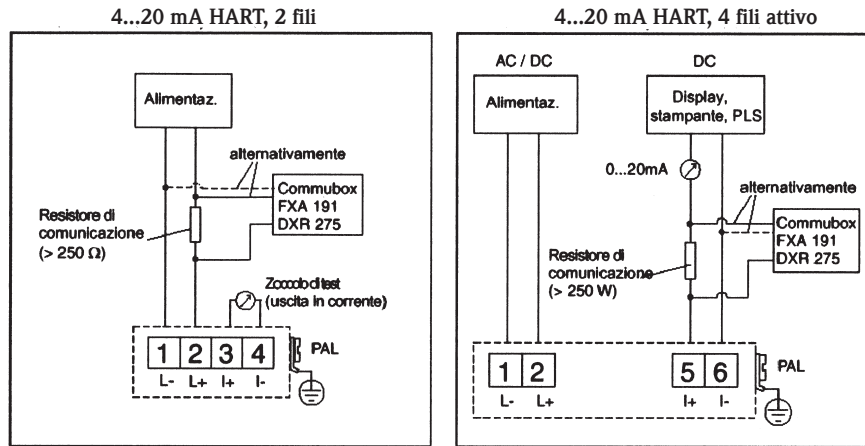 4...20 mA HART, 2 fili
Alimentaz.
alternativamente
Commubox
FXA 191
DXR 275
Resistore di
comunicazione
(> 250 Ω)
Zoccolo di test
(uscita in corrente)
1 2 3 4
L- L+ I+ I-
PAL
4...20 mA HART, 4 fili attivo
AC / DC
DC
Alimentaz.
Display,
stampante, PLS
0...20mA
alternativamente
Commubox
FXA 191
DXR 275
Resistore di
comunicazione
(> 250 W)
1 2
L- L+
5 6
I+ I-
PAL